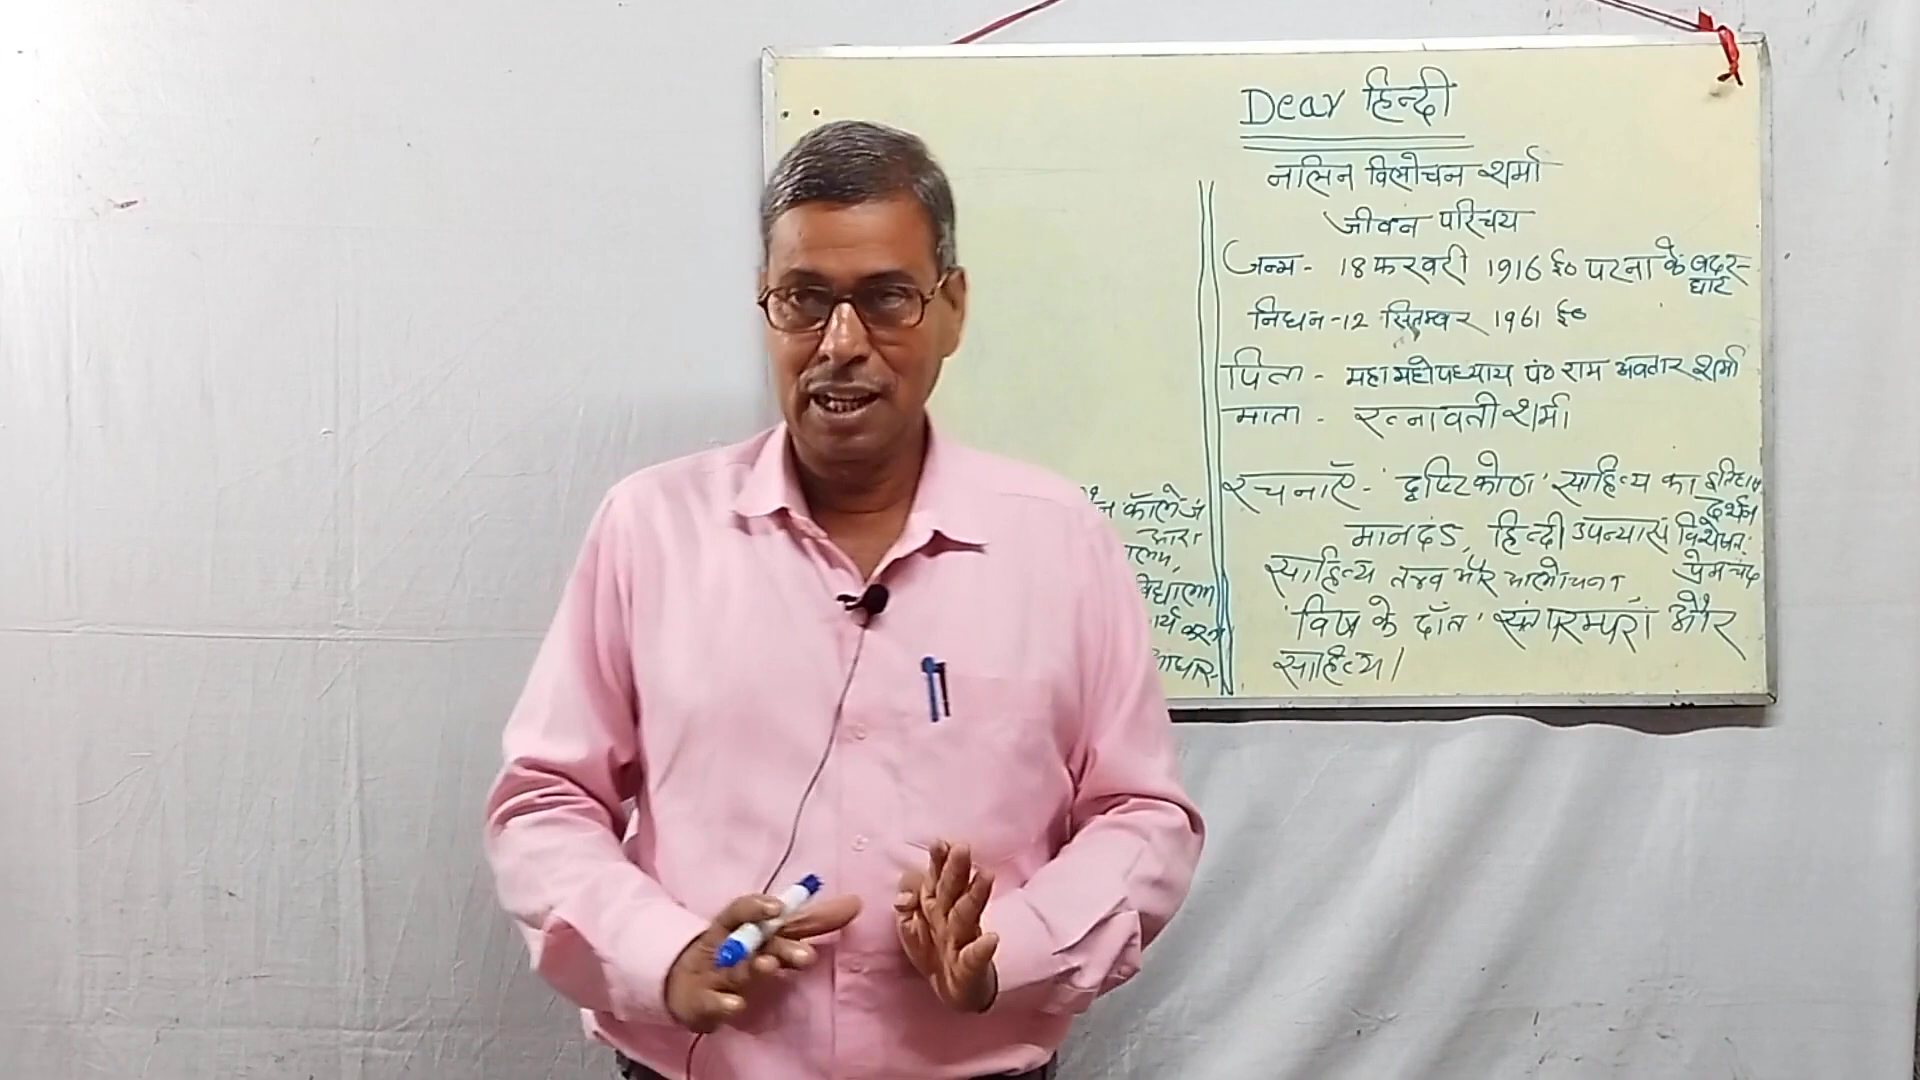 Dear हिन्दी
नलिन विलोचन शर्मा
जीवन परिचय
जन्म - 18 फरवरी 1916 ई० पटना के बदर-
घाट
निधन - 12 सितम्बर 1961 ई०
पिता - महामहोपध्याय पं० राम अवतार शर्मा
माता - रत्नावती शर्मा
रचनाएँ - दृष्टिकोण' साहित्य का इतिहास
दर्शन
मानदंड, हिन्दी उपन्यास विशेषतः
प्रेमचंद
साहित्य तत्व और आलोचना,
'विष के दाँत' परम्परा और
साहित्य।
कॉलेज
आरा